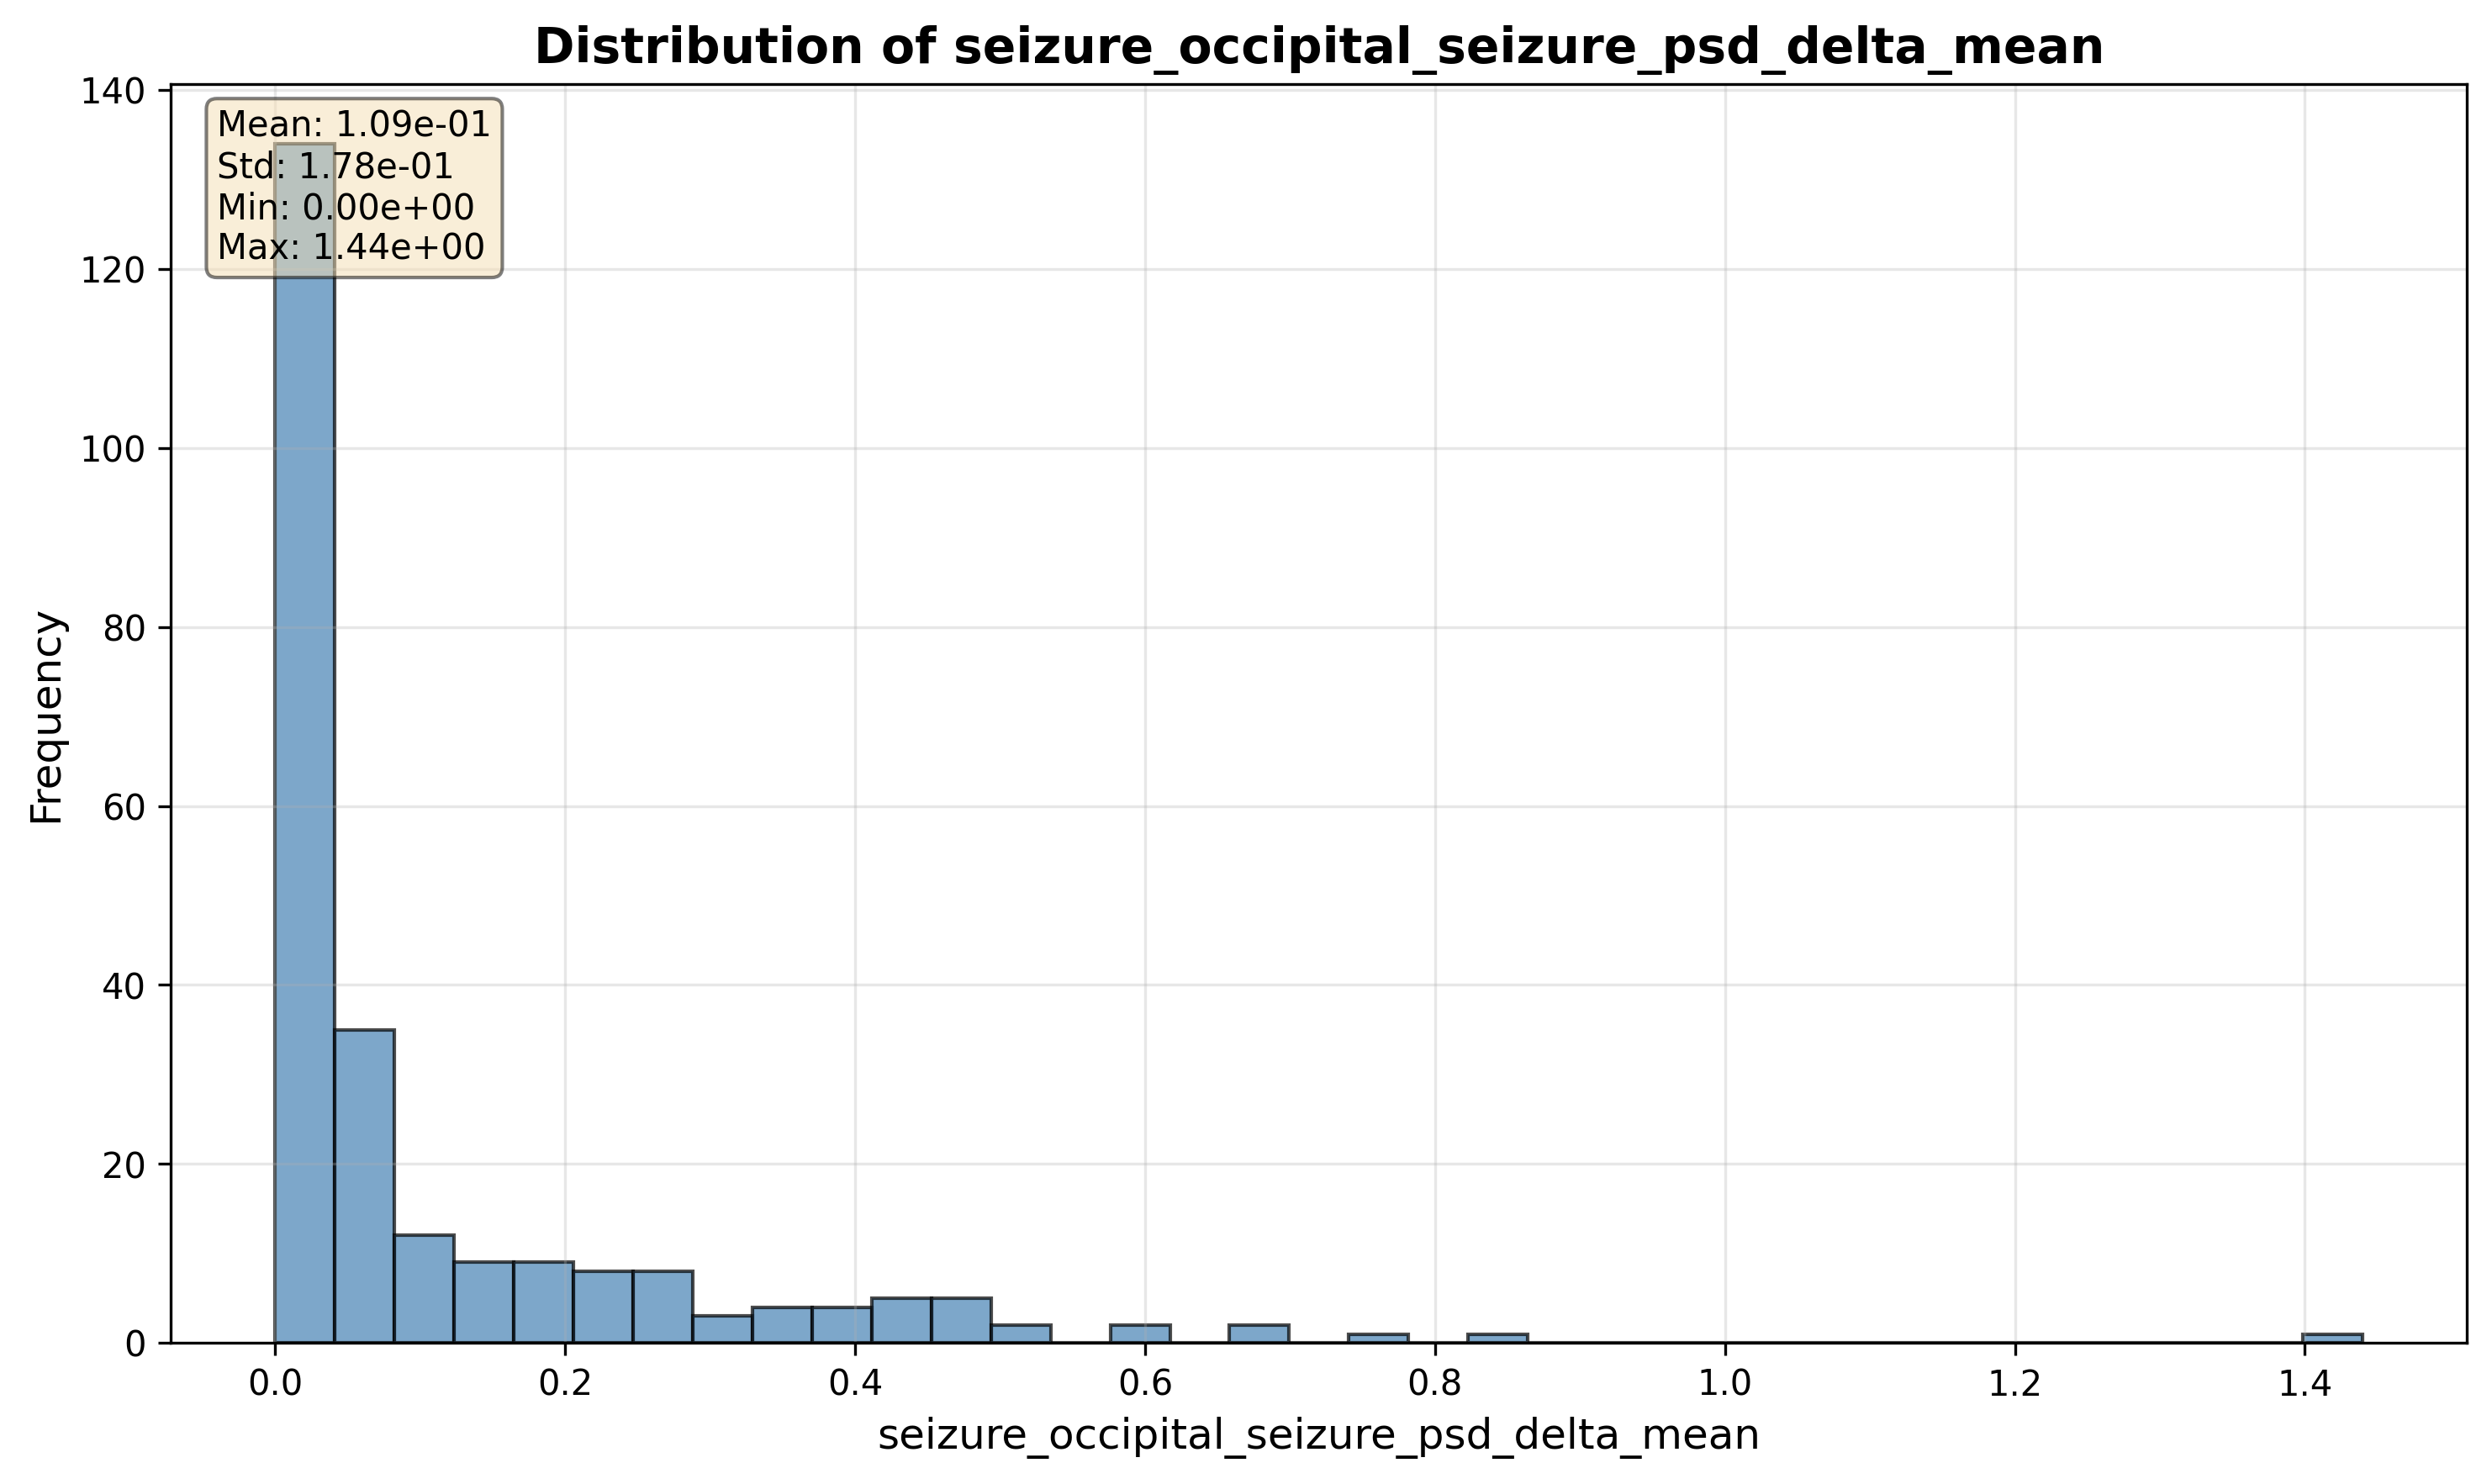 Distribution of seizure_occipital_seizure_psd_delta_mean
140
Mean: 1.09e-01
Std: 1.78e-01
Min: 0.00e+00
Max: 1.44e+00
120
100
80
60
40
20
0
Frequency
0.0 0.2 0.4 0.6 0.8 1.0 1.2 1.4
seizure_occipital_seizure_psd_delta_mean